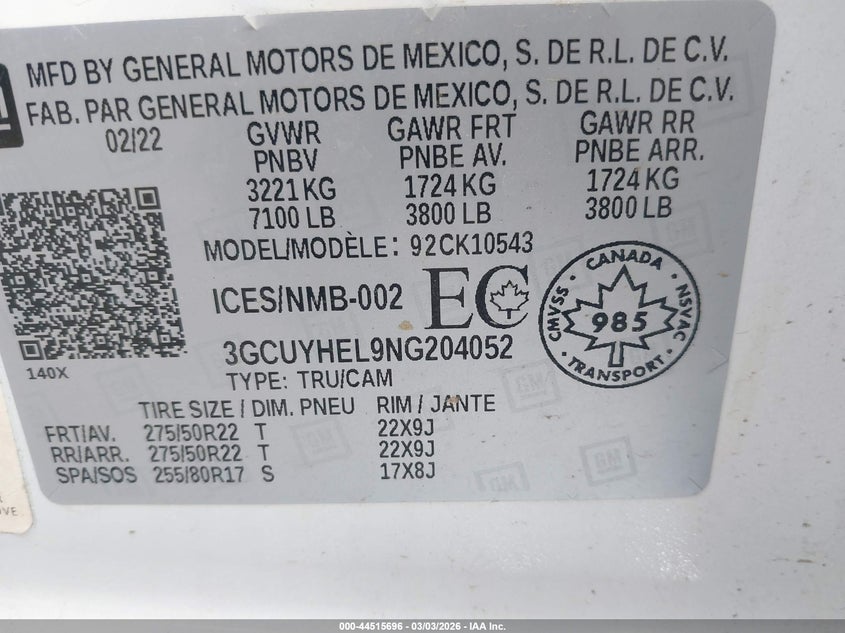 MFD BY GENERAL MOTORS DE MEXICO, S. DE R.L. DE C.V.
FAB. PAR GENERAL MOTORS DE MEXICO, S. DE R.L. DE C.V.
02/22 GVWR GAWR FRT GAWR RR
PNBV PNBE AV. PNBE ARR.
3221 KG 1724 KG 1724 KG
7100 LB 3800 LB 3800 LB
MODEL/MODÈLE: 92CK10543
ICES/NMB-002 EC
CANADA
CMVSS 985 NSVAC
TRANSPORT
3GCUYHEL9NG204052
140X
TYPE: TRU/CAM
TIRE SIZE / DIM. PNEU RIM / JANTE
FRT/AV. 275/50R22 T 22X9J
RR/ARR. 275/50R22 T 22X9J
SPA/SOS 255/80R17 S 17X8J
GM
GM
GM
GM
000-44515696 - 03/03/2026 - IAA Inc.